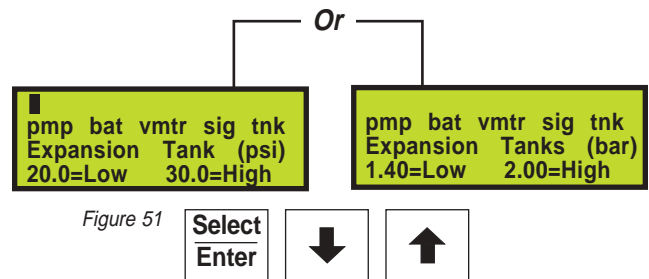 Or
pmp bat vmtr sig tnk
Expansion Tank (psi)
20.0=Low 30.0=High
pmp bat vmtr sig tnk
Expansion Tanks (bar)
1.40=Low 2.00=High
Figure 51
Select
Enter